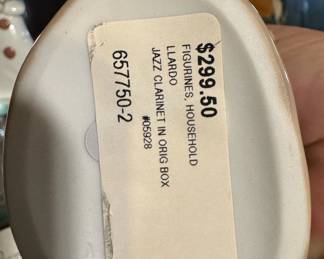 $299.50
FIGURINES, HOUSEHOLD
LLARDO
JAZZ CLARINET IN ORIG BOX
#05928
657750-2